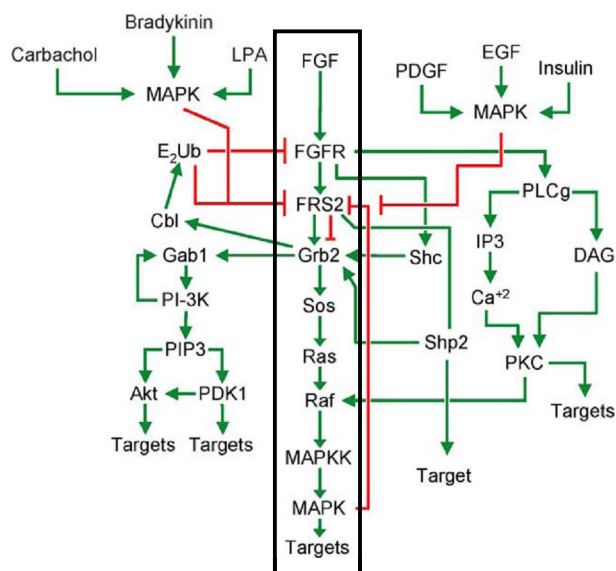 Bradykinin
Carbachol
LPA
MAPK
FGF
EGF
PDGF
Insulin
MAPK
E2Ub
FGFR
PLCg
Cbl
FRS2
IP3
DAG
Gab1
Grb2
Shc
Ca+2
PI-3K
Sos
PIP3
Ras
Shp2
PKC
Akt
PDK1
Raf
Targets
Targets
Targets
MAPKK
Target
MAPK
Targets